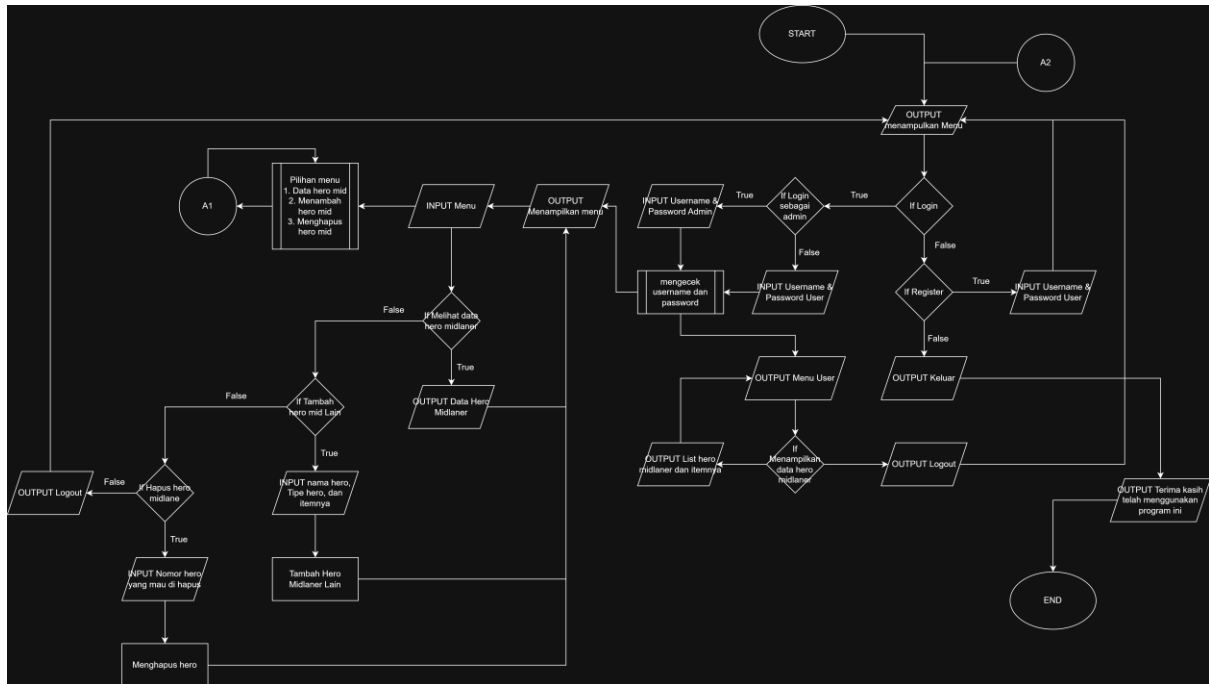 START
A2
OUTPUT
menampulkan Menu
Pilihan menu
1. Data hero mid
2. Menambah
hero mid
3. Menghapus
hero mid
A1
INPUT Menu
OUTPUT
Menampilkan menu
INPUT Username &
Password Admin
True
If Login
sebagai
admin
True
If Login
False
False
mengecek
username dan
password
INPUT Username &
Password User
If Register
True
INPUT Username &
Password User
False
False
If Melihat data
hero midlaner
True
OUTPUT Menu User
OUTPUT Keluar
False
If Tambah
hero mid Lain
OUTPUT Data Hero
Midlaner
True
OUTPUT Logout
False
If Hapus hero
midlane
INPUT nama hero,
Tipe hero, dan
itemnya
OUTPUT List hero
midlaner dan itemnya
If
Menampilkan
data hero
midlaner
OUTPUT Logout
OUTPUT Terima kasih
telah menggunakan
program ini
True
INPUT Nomor hero
yang mau di hapus
Tambah Hero
Midlaner Lain
END
Menghapus hero